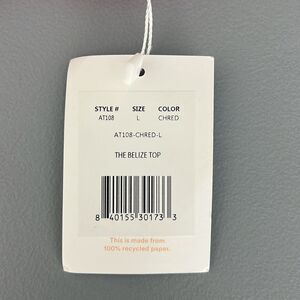 STYLE # SIZE COLOR
AT108 L CHRED
AT108-CHRED-L
THE BELIZE TOP
8 40155 30173 3
This is made from
100% recycled paper.